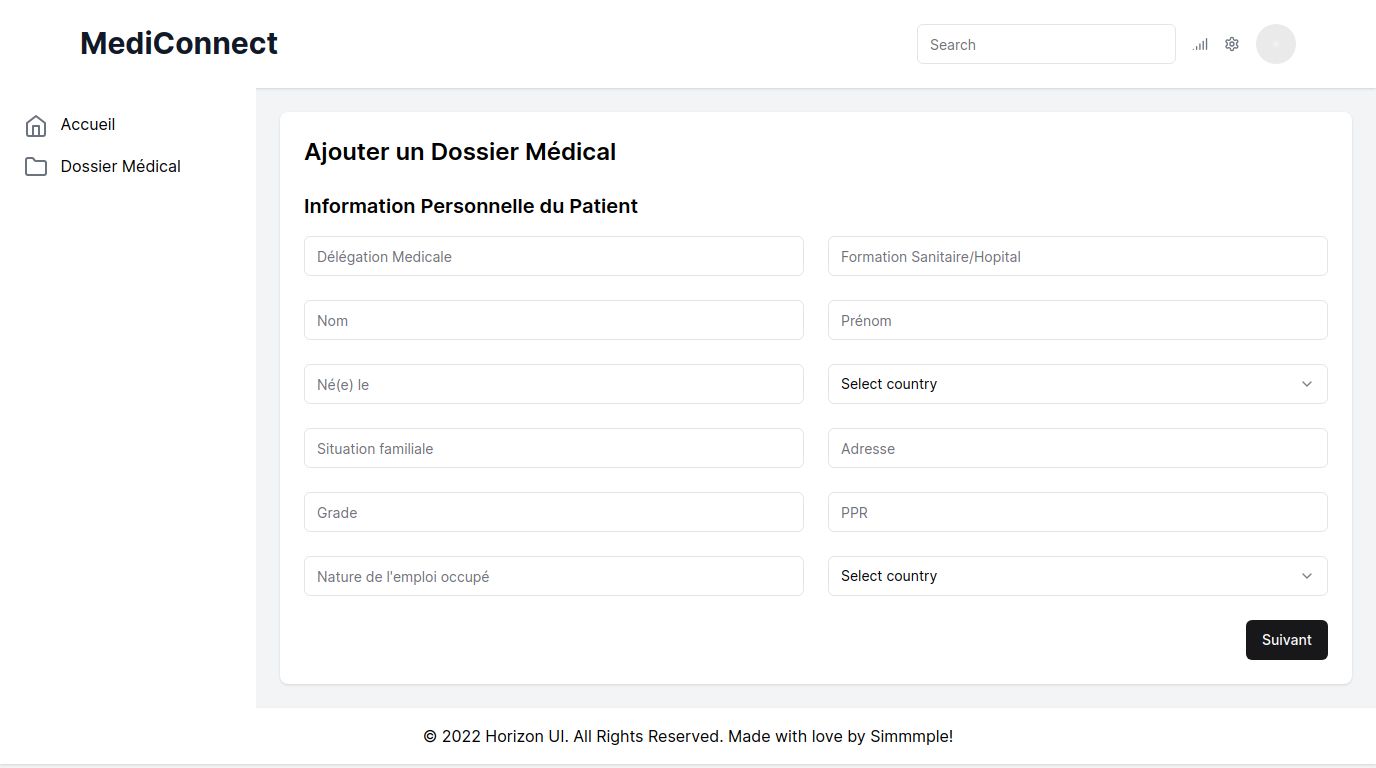 MediConnect
Search
Accueil
Dossier Médical
Ajouter un Dossier Médical
Information Personnelle du Patient
Délégation Medicale
Formation Sanitaire/Hopital
Nom
Prénom
Né(e) le
Select country
Situation familiale
Adresse
Grade
PPR
Nature de l'emploi occupé
Select country
Suivant
© 2022 Horizon UI. All Rights Reserved. Made with love by Simmmple!